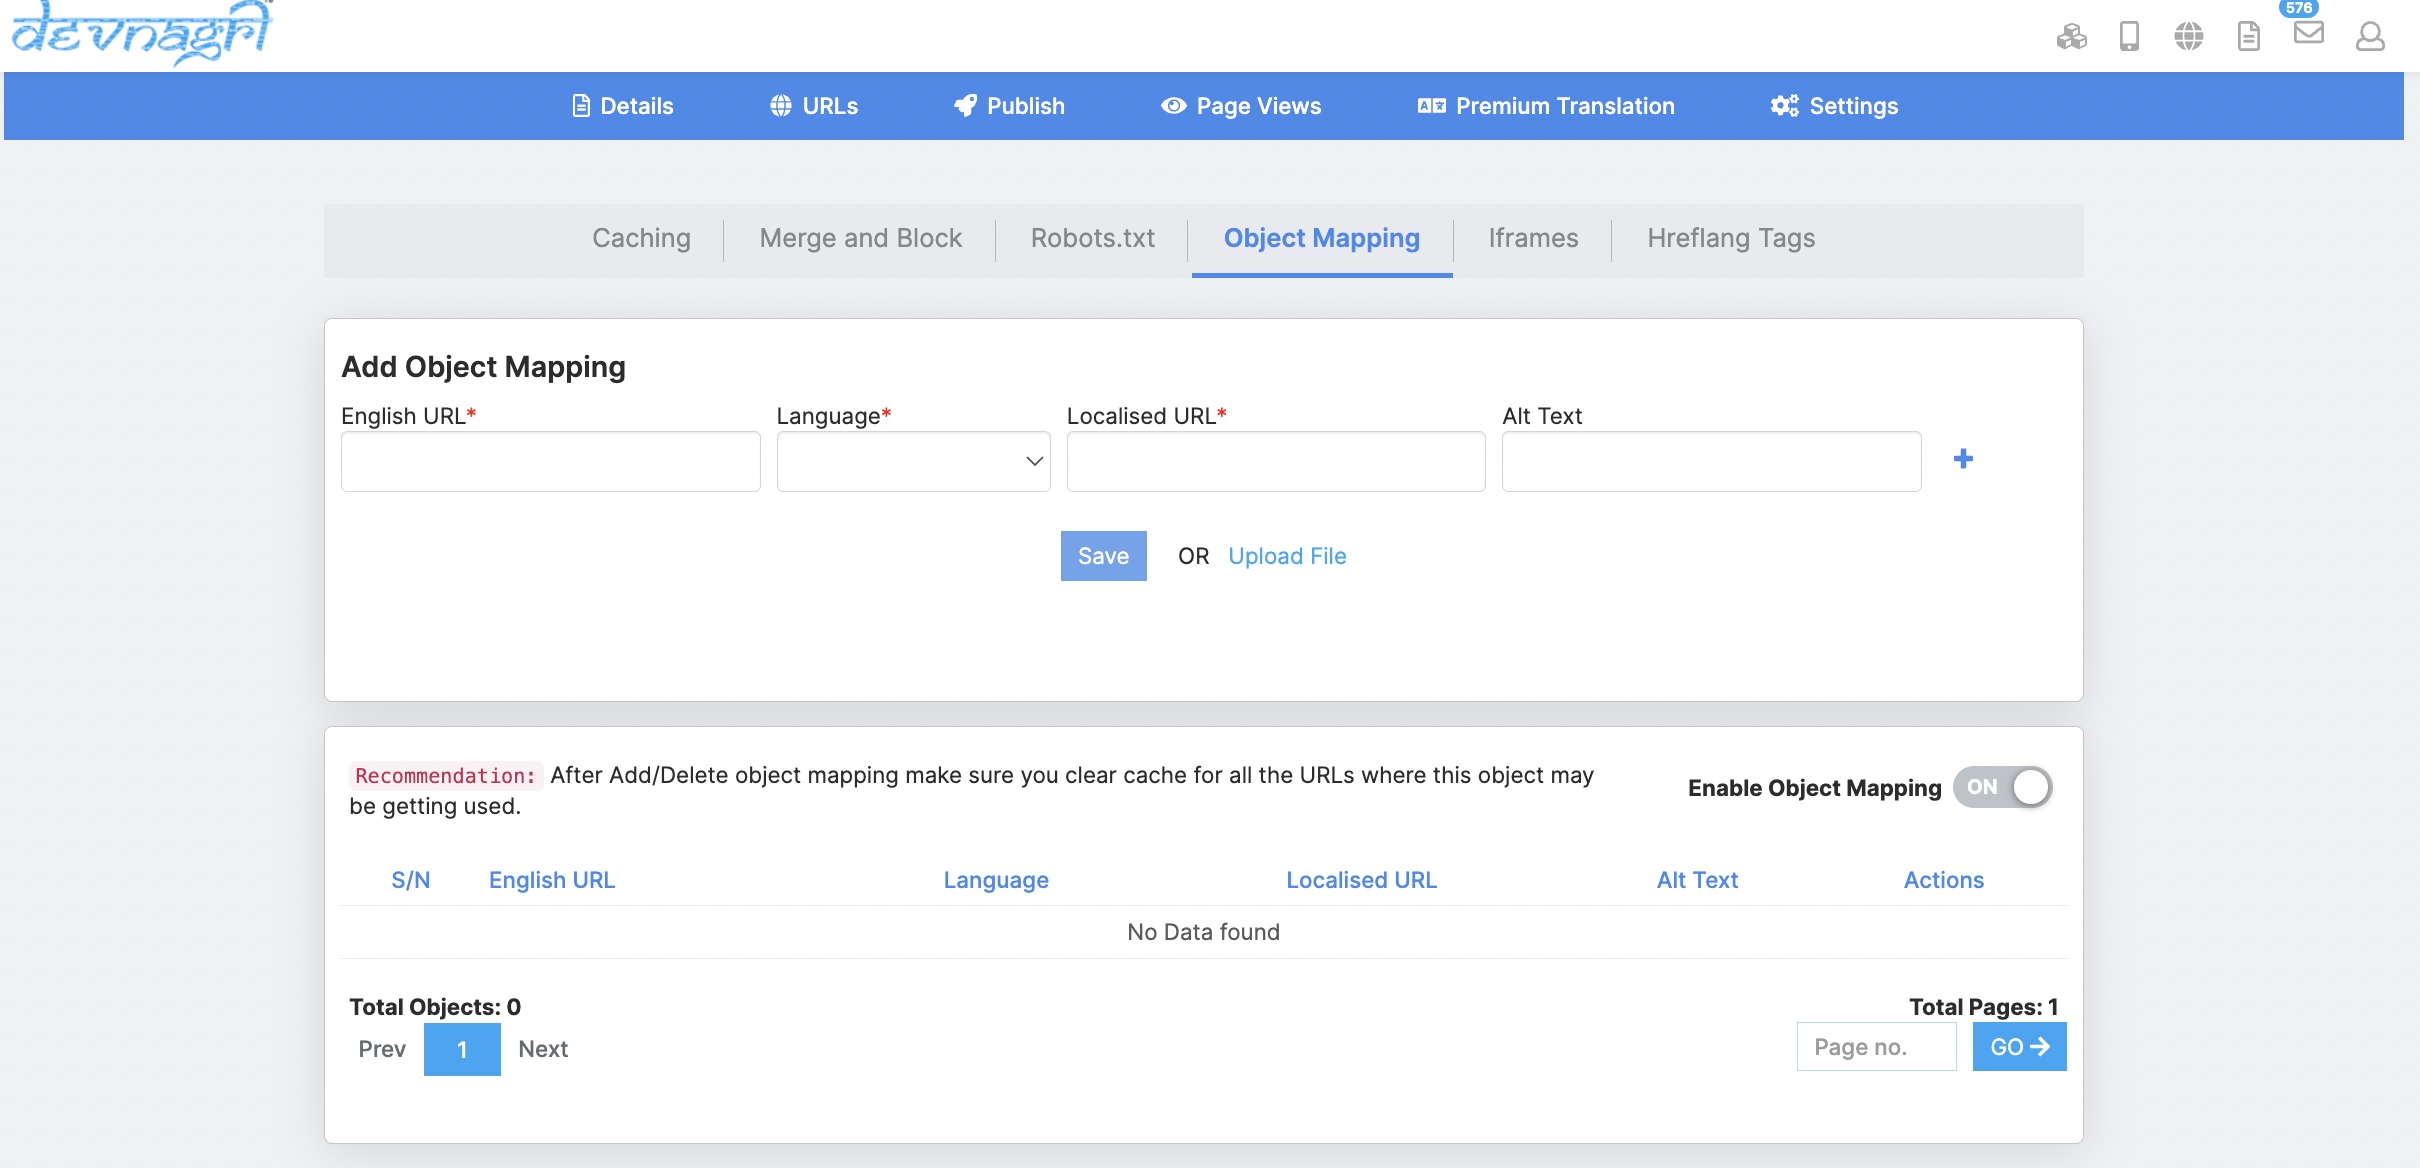 devnagri
576
Details
URLs
Publish
Page Views
Premium Translation
Settings
Caching
Merge and Block
Robots.txt
Object Mapping
Iframes
Hreflang Tags
Add Object Mapping
English URL*
Language*
Localised URL*
Alt Text
Save
OR
Upload File
Recommendation: After Add/Delete object mapping make sure you clear cache for all the URLs where this object may
be getting used.
Enable Object Mapping
ON
S/N
English URL
Language
Localised URL
Alt Text
Actions
No Data found
Total Objects: 0
Total Pages: 1
Prev
1
Next
Page no.
GO